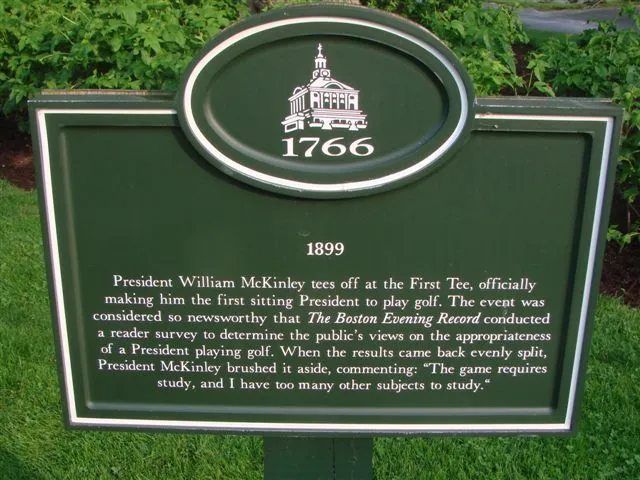 1766
1899
President William McKinley tees off at the First Tee, officially
making him the first sitting President to play golf. The event was
considered so newsworthy that The Boston Evening Record conducted
a reader survey to determine the public's views on the appropriateness
of a President playing golf. When the results came back evenly split,
President McKinley brushed it aside, commenting: "The game requires
study, and I have too many other subjects to study."